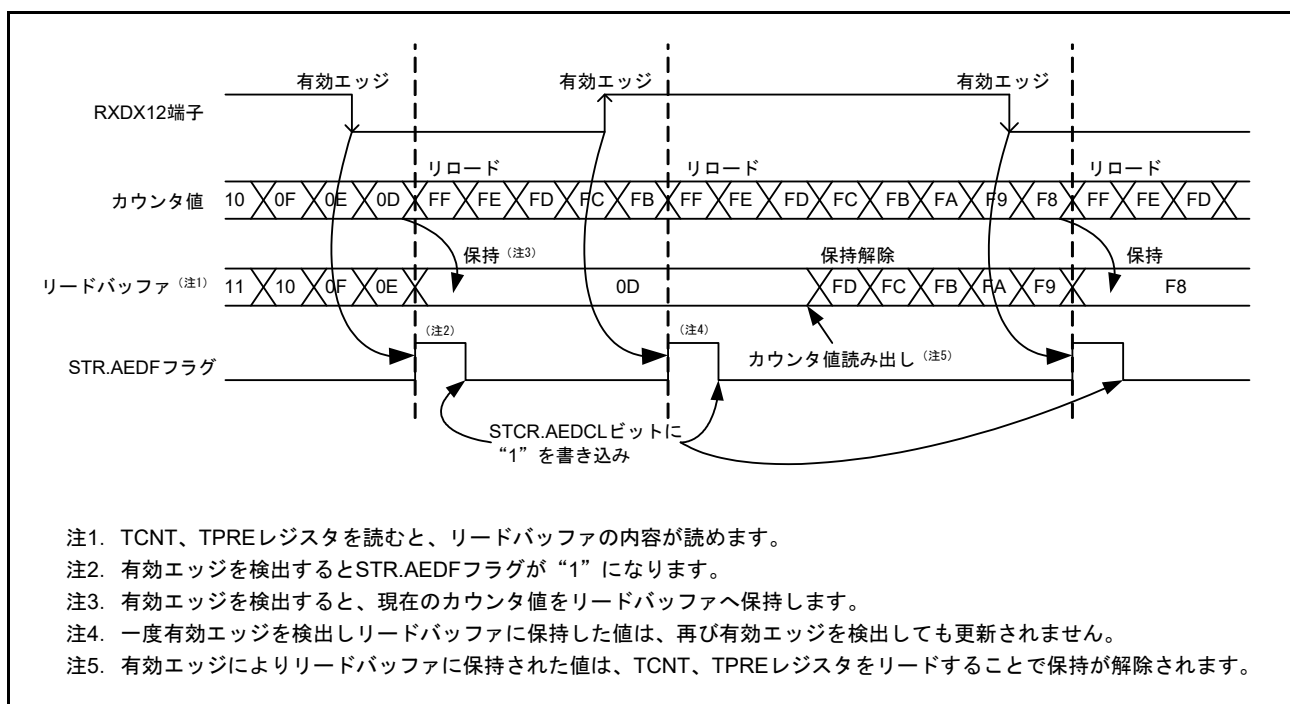 有効エッジ 有効エッジ 有効エッジ
RXDX12端子
リロード リロード リロード
カウンタ値 10 0F 0E 0D FF FE FD FC FB FF FE FD FC FB FA F9 F8 FF FE FD
保持（注3） 保持解除 保持
リードバッファ（注1） 11 10 0F 0E 0D FD FC FB FA F9 F8
（注2） （注4）
カウンタ値読み出し（注5）
STR.AEDFフラグ
STCR.AEDCLビットに
“1”を書き込み
注1. TCNT、TPREレジスタを読むと、リードバッファの内容が読めます。
注2. 有効エッジを検出するとSTR.AEDFフラグが“1”になります。
注3. 有効エッジを検出すると、現在のカウンタ値をリードバッファへ保持します。
注4. 一度有効エッジを検出しリードバッファに保持した値は、再び有効エッジを検出しても更新されません。
注5. 有効エッジによりリードバッファに保持された値は、TCNT、TPREレジスタをリードすることで保持が解除されます。